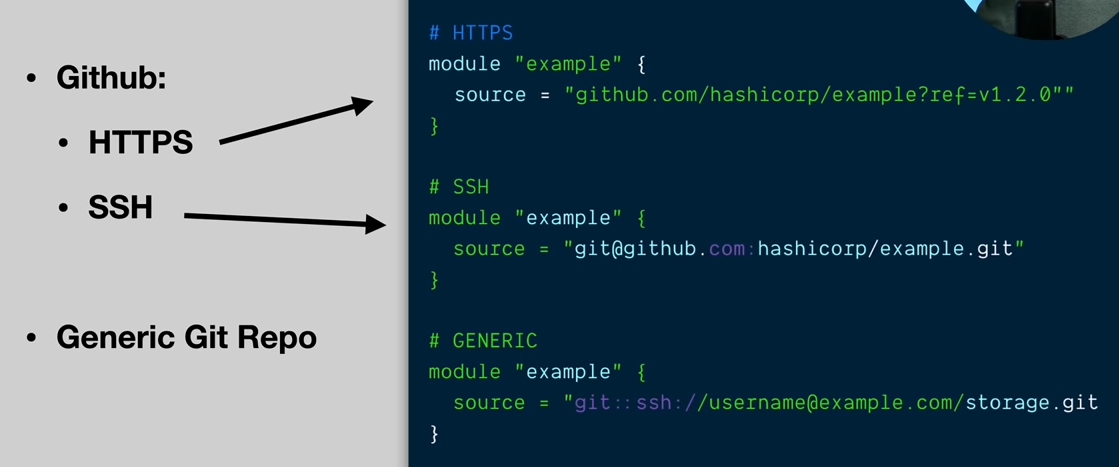 • Github:
• HTTPS
• SSH
• Generic Git Repo
# HTTPS
module "example" {
  source = "github.com/hashicorp/example?ref=v1.2.0""
}
# SSH
module "example" {
  source = "git@github.com:hashicorp/example.git"
}
# GENERIC
module "example" {
  source = "git::ssh://username@example.com/storage.git
}